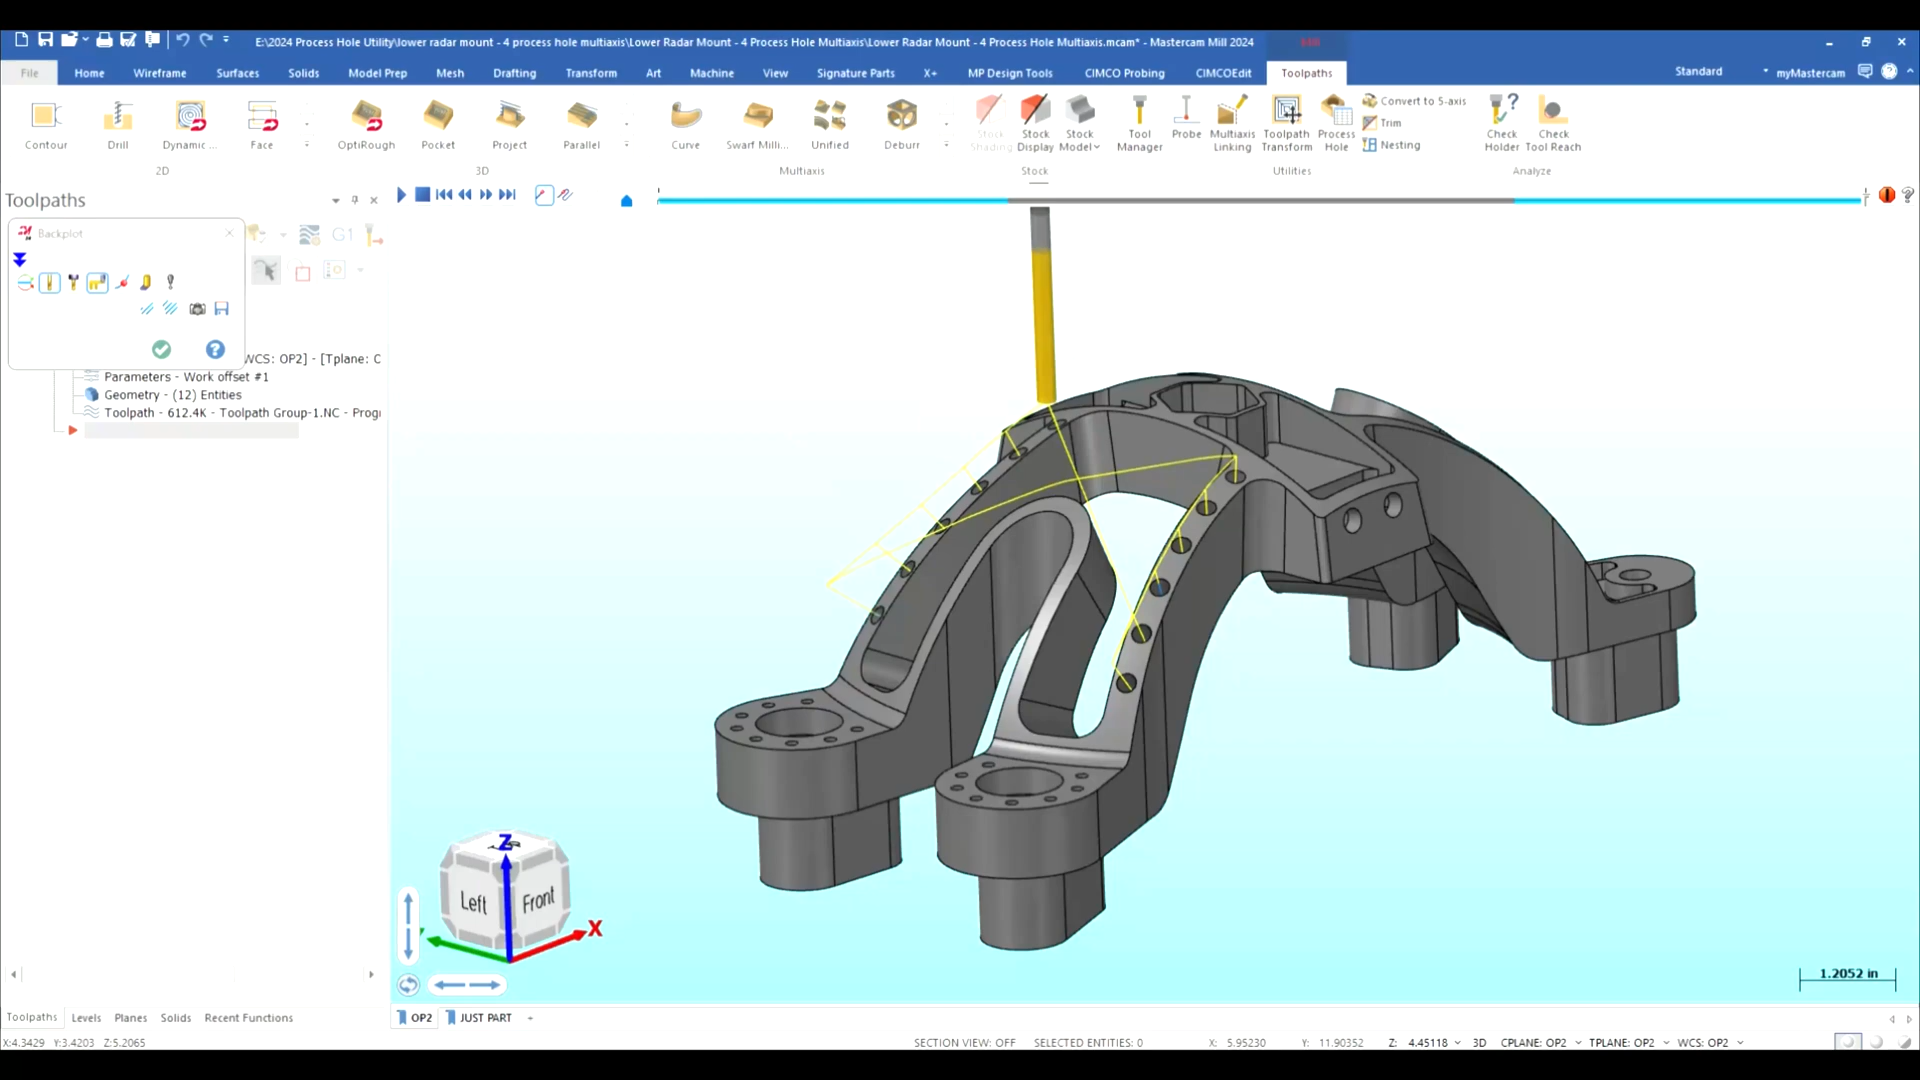 E:\2024 Process Hole Utility\lower radar mount - 4 process hole multiaxis\Lower Radar Mount - 4 Process Hole Multiaxis\Lower Radar Mount - 4 Process Hole Multiaxis.mcam* - Mastercam Mill 2024
File Home Wireframe Surfaces Solids Model Prep Mesh Drafting Transform Art Machine View Signature Parts X+ MP Design Tools CIMCO Probing CIMCOEdit Toolpaths Standard myMastercam
Contour Drill Dynamic ... Face OptiRough Pocket Project Parallel Curve Swarf Milli... Unified Deburr
Stock Shading
Stock Display
Stock Model
Tool Manager
Probe
Multiaxis Linking
Toolpath Transform
Process Hole
Convert to 5-axis
Trim
Nesting
Check Holder
Check Tool Reach
2D 3D Multiaxis Stock Utilities Analyze
Toolpaths
Backplot
G1
WCS: OP2] - [Tplane: C
Parameters - Work offset #1
Geometry - (12) Entities
Toolpath - 612.4K - Toolpath Group-1.NC - Progr
Z
Left Front
X
1.2052 in
Toolpaths Levels Planes Solids Recent Functions
OP2 JUST PART +
X:4.3429 Y:3.4203 Z:5.2065 SECTION VIEW: OFF SELECTED ENTITIES: 0 X: 5.95230 Y: 11.90352 Z: 4.45118 3D CPLANE: OP2 TPLANE: OP2 WCS: OP2